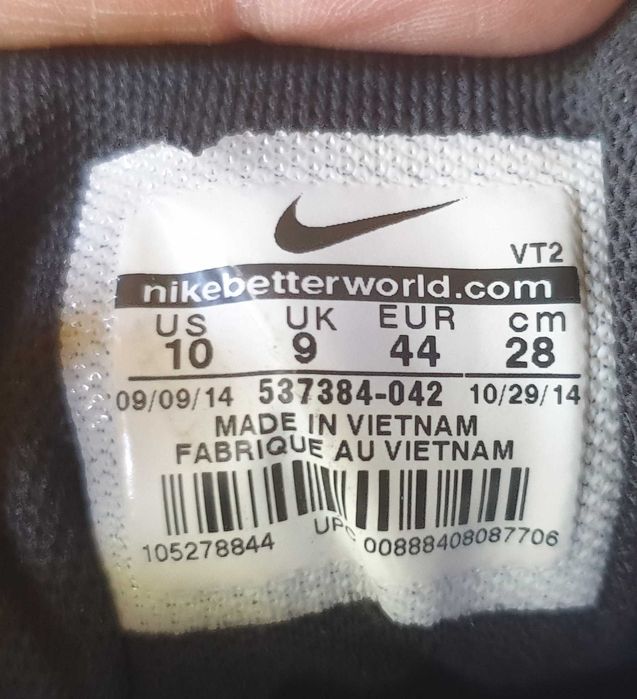 VT2
nikebetterworld.com
US UK EUR cm
10 9 44 28
09/09/14 537384-042 10/29/14
MADE IN VIETNAM
FABRIQUE AU VIETNAM
105278844 UPC 00888408087706